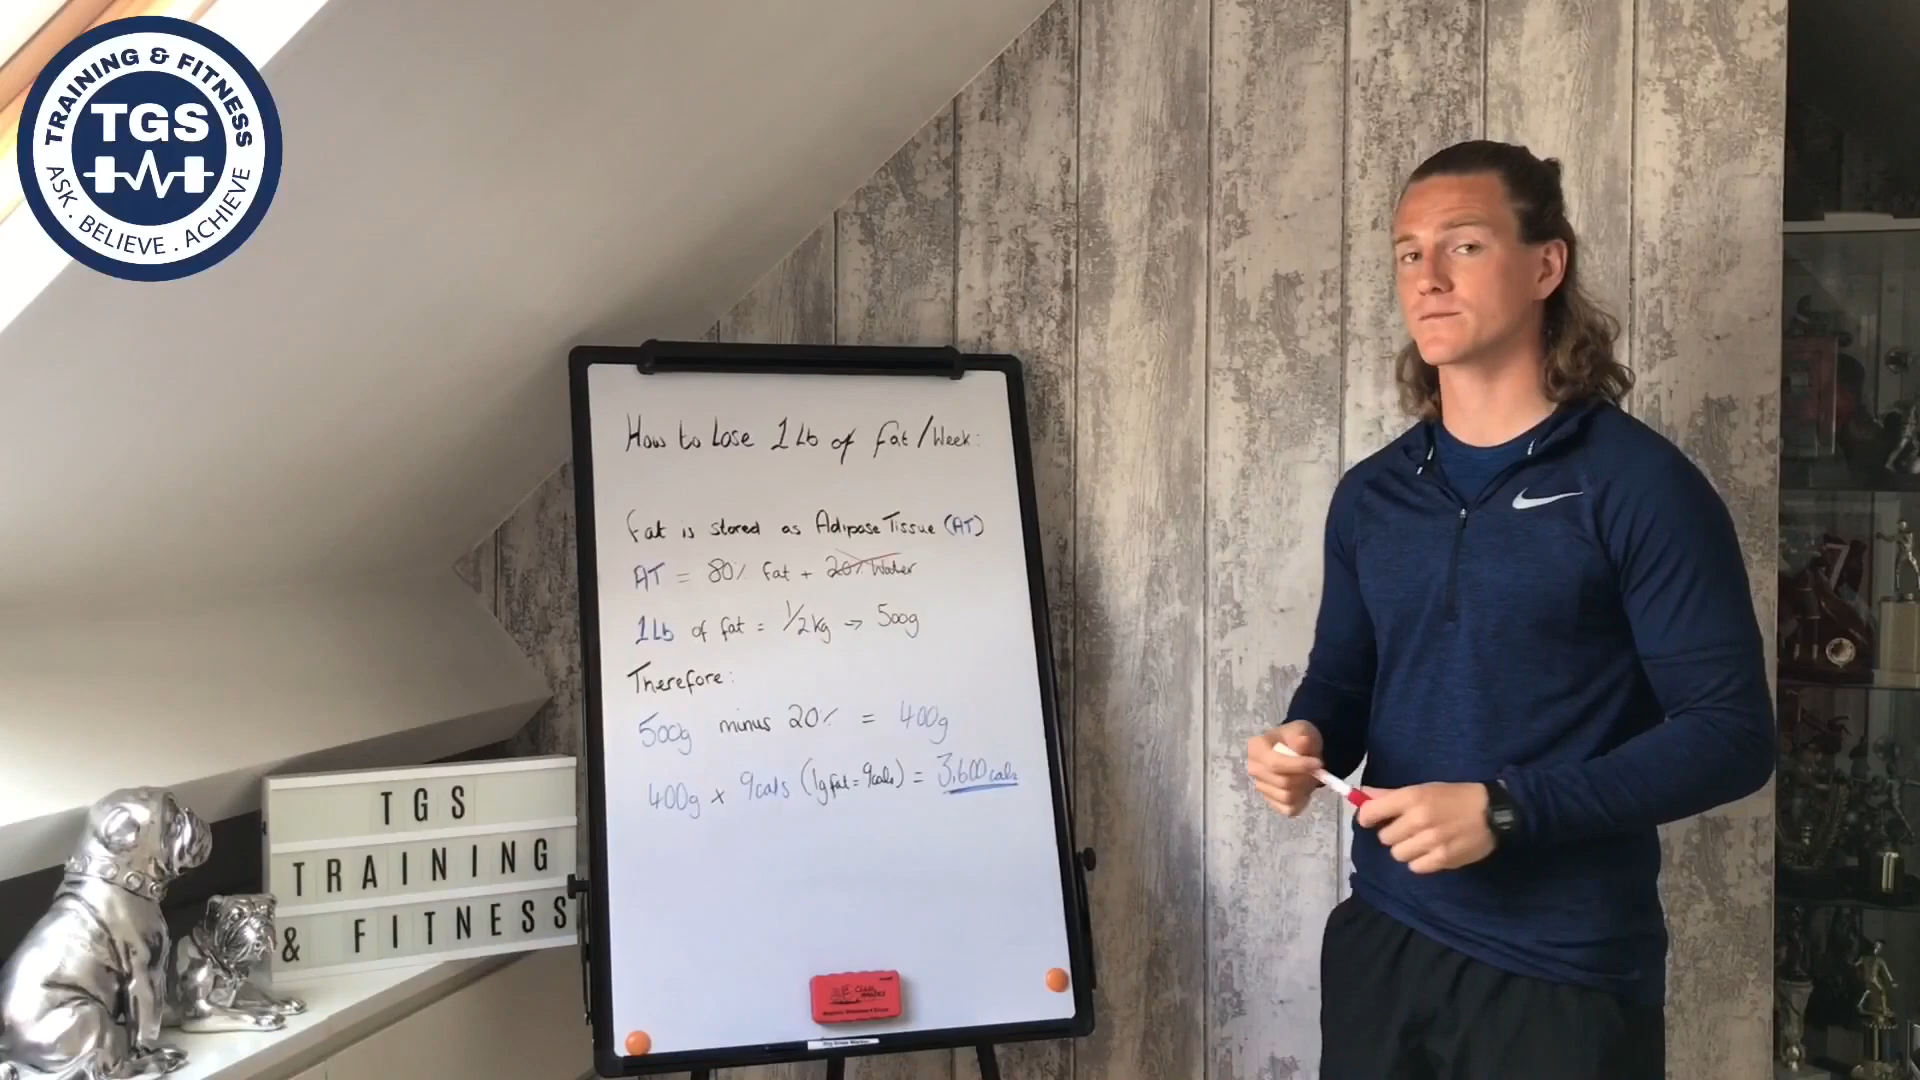 TRAINING & FITNESS
TGS
ASK . BELIEVE . ACHIEVE
How to Lose 1 Lb of Fat / Week:
Fat is stored as Adipose Tissue (AT)
AT = 80% Fat + 20% Water
1Lb of fat = 1/2kg → 500g
Therefore:
500g minus 20% = 400g
400g x 9cals (1g fat = 9cals) = 3,600 cals
TGS
TRAINING
& FITNESS